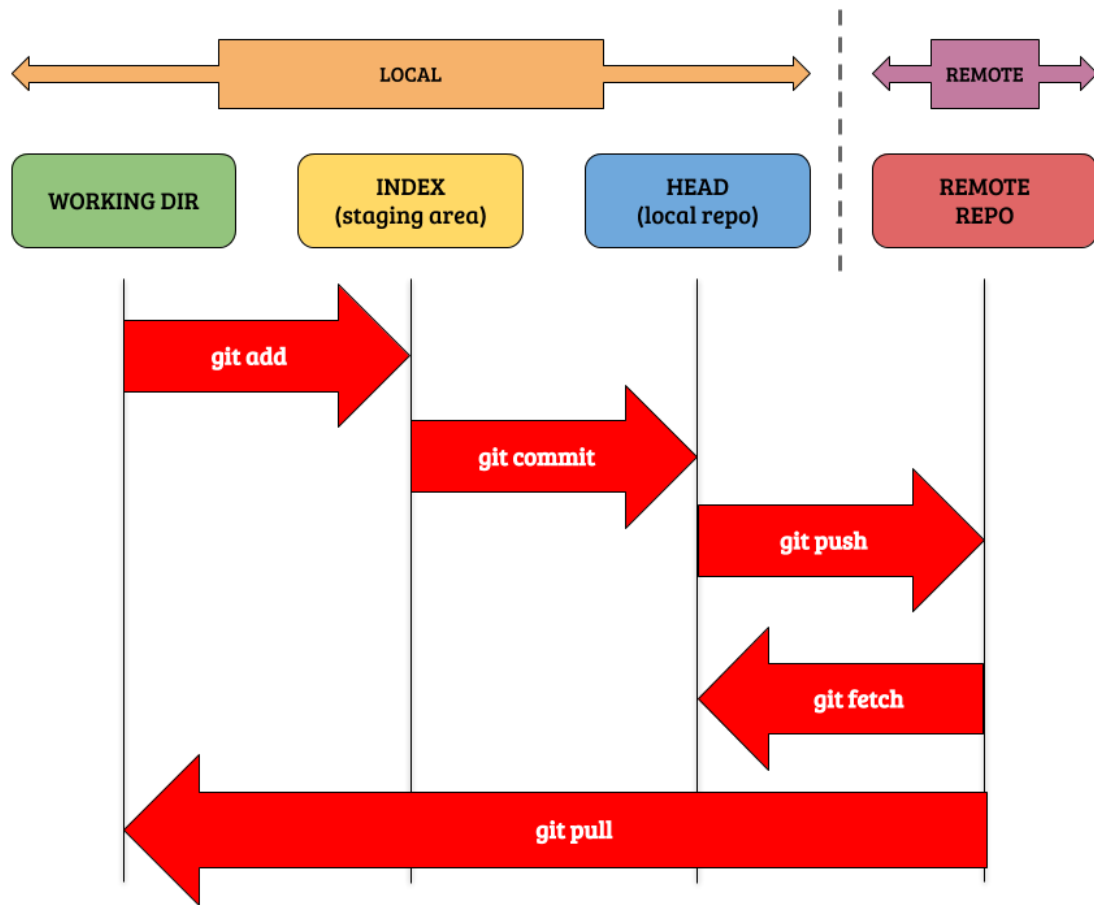 LOCAL
REMOTE
WORKING DIR
INDEX
(staging area)
HEAD
(local repo)
REMOTE
REPO
git add
git commit
git push
git fetch
git pull